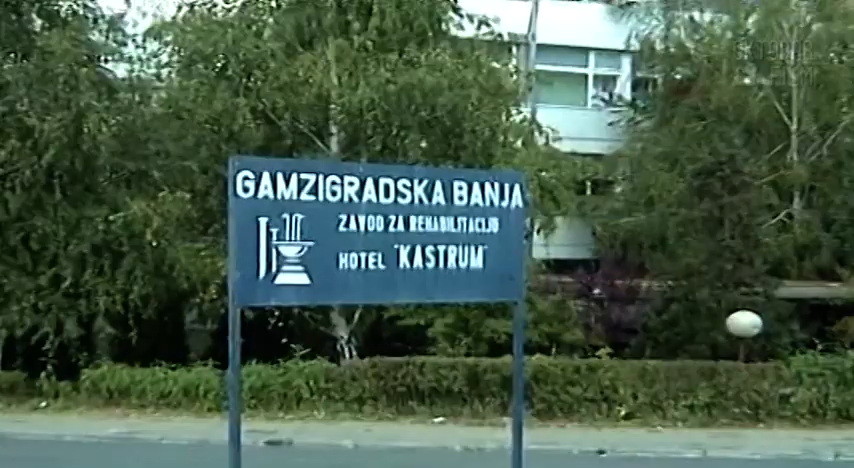 GAMZIGRADSKA BANJA
ZAVOD ZA REHABILITACIJU
HOTEL "KASTRUM"